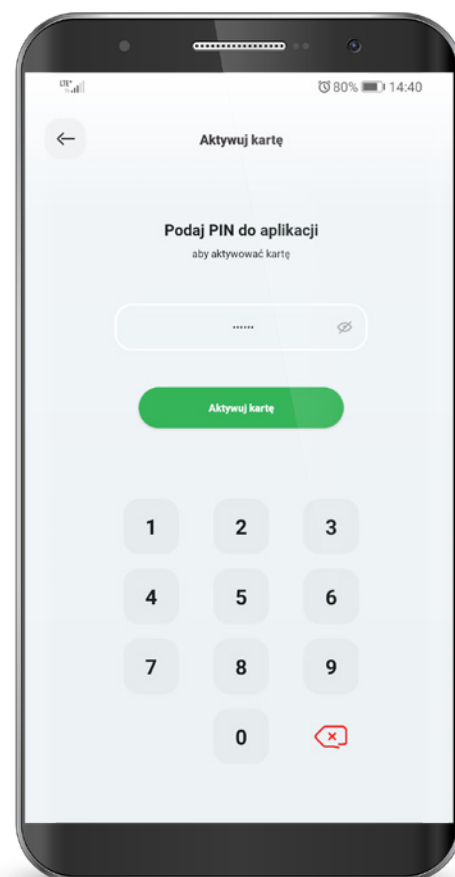 LTE+
80% 14:40
Aktywuj kartę
Podaj PIN do aplikacji
aby aktywować kartę
••••••
Aktywuj kartę
1 2 3
4 5 6
7 8 9
0